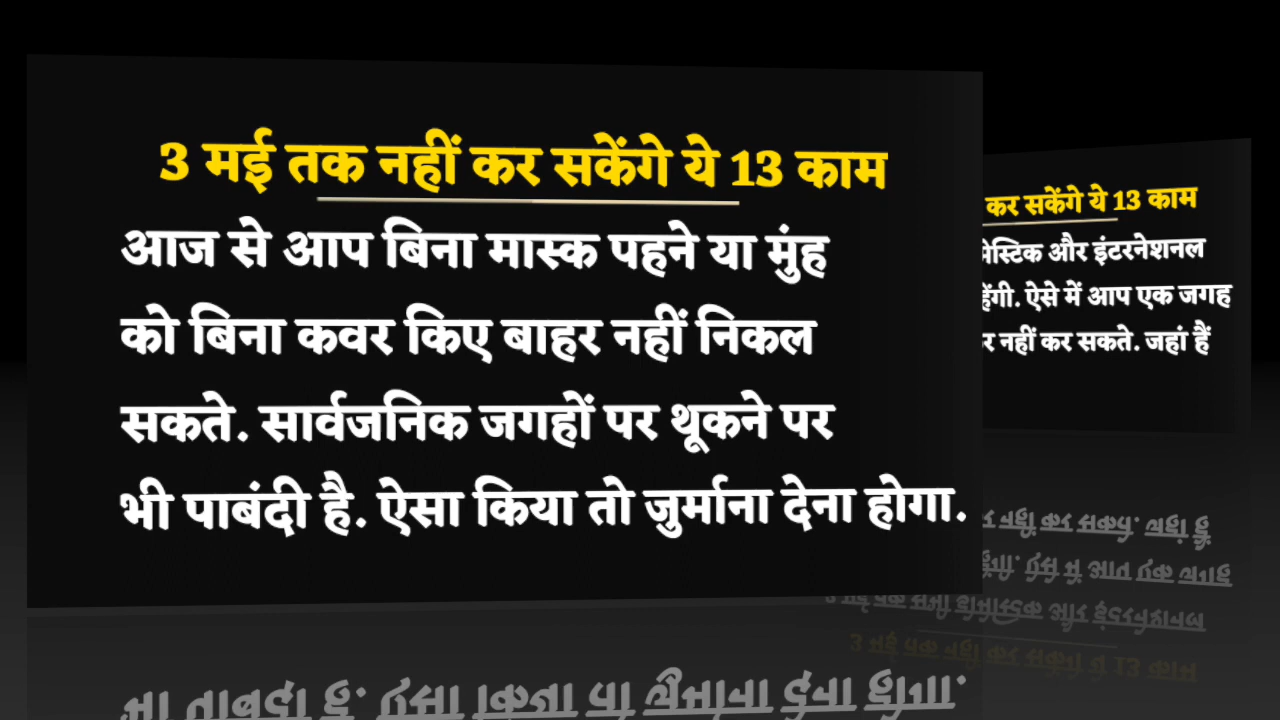 3 मई तक नहीं कर सकेंगे ये 13 काम
आज से आप बिना मास्क पहने या मुंह
को बिना कवर किए बाहर नहीं निकल
सकते. सार्वजनिक जगहों पर थूकने पर
भी पाबंदी है. ऐसा किया तो जुर्माना देना होगा.
कर सकेंगे ये 13 काम
और इंटरनेशनल
ऐसे में आप एक जगह
नहीं कर सकते. जहां हैं